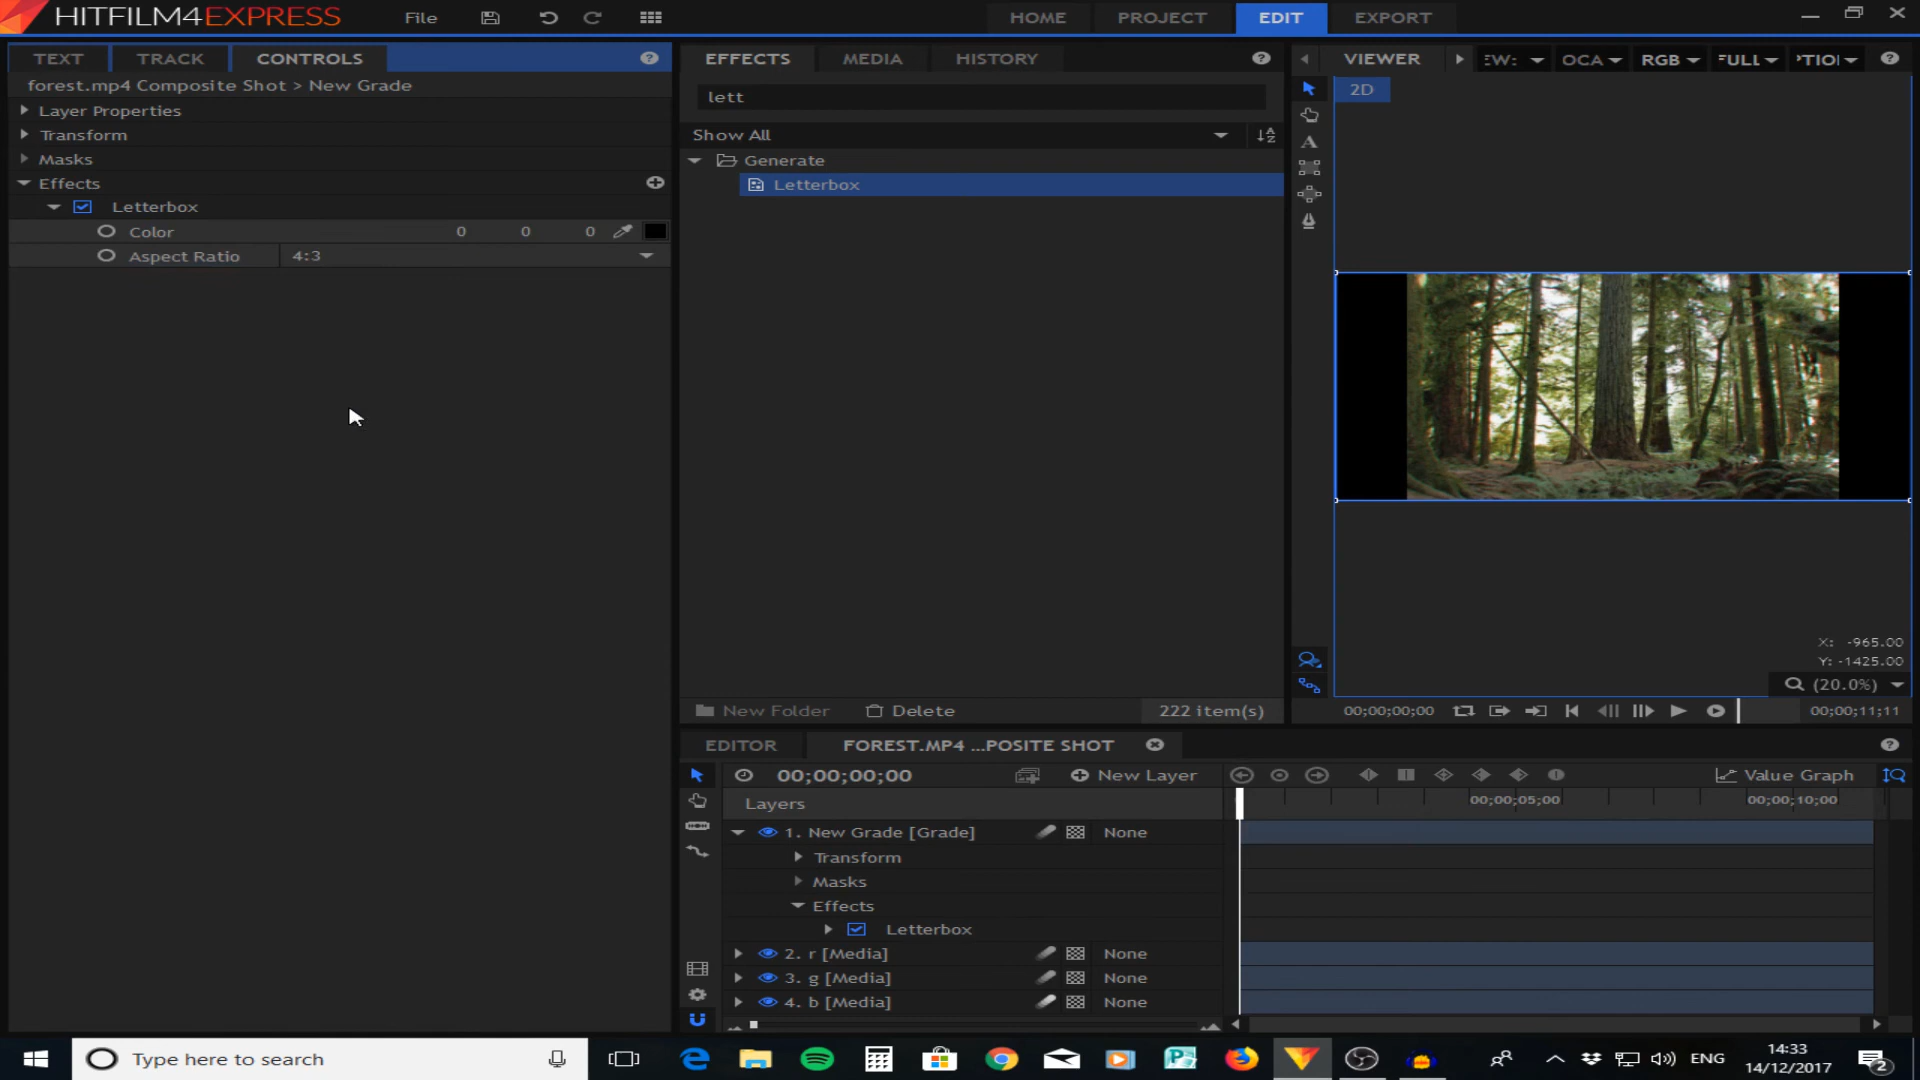 HITFILM4EXPRESS
File
HOME
PROJECT
EDIT
EXPORT
TEXT
TRACK
CONTROLS
forest.mp4 Composite Shot > New Grade
Layer Properties
Transform
Masks
Effects
Letterbox
Color 0 0 0
Aspect Ratio 4:3
EFFECTS
MEDIA
HISTORY
lett
Show All
Generate
Letterbox
New Folder
Delete
222 item(s)
VIEWER
OCA
RGB
2D
X: -965.00
Y: -1425.00
(20.0%)
00;00;00;00
00;00;11;11
EDITOR
FOREST.MP4 ...POSITE SHOT
00;00;00;00
New Layer
Value Graph
Layers
00;00;05;00
00;00;10;00
1. New Grade [Grade] None
Transform
Masks
Effects
Letterbox
2. r [Media] None
3. g [Media] None
4. b [Media] None
Type here to search
ENG
14:33
14/12/2017
2